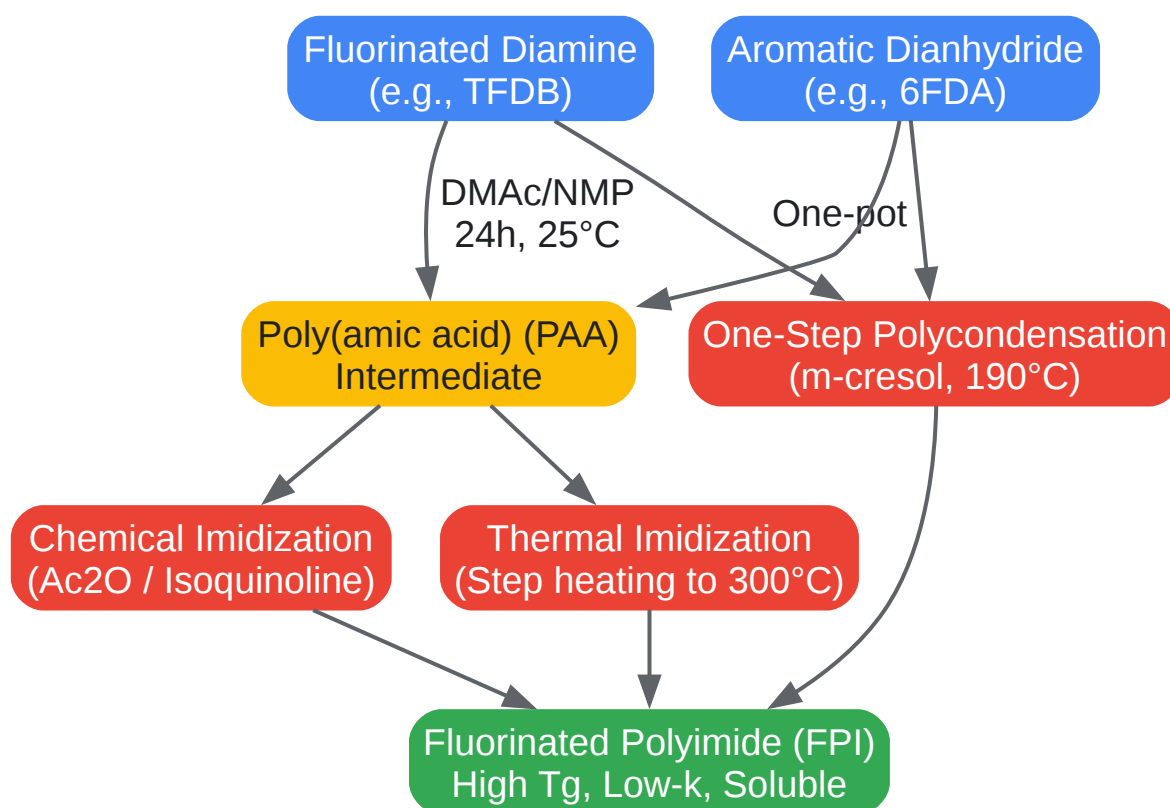 Fluorinated Diamine
(e.g., TFDB)
Aromatic Dianhydride
(e.g., 6FDA)
DMAc/NMP
24h, 25°C
One-pot
Poly(amic acid) (PAA)
Intermediate
One-Step Polycondensation
(m-cresol, 190°C)
Chemical Imidization
(Ac2O / Isoquinoline)
Thermal Imidization
(Step heating to 300°C)
Fluorinated Polyimide (FPI)
High Tg, Low-k, Soluble